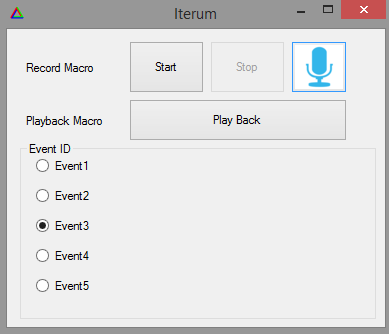 Iterum
Record Macro Start Stop
Playback Macro Play Back
Event ID
Event1
Event2
Event3
Event4
Event5